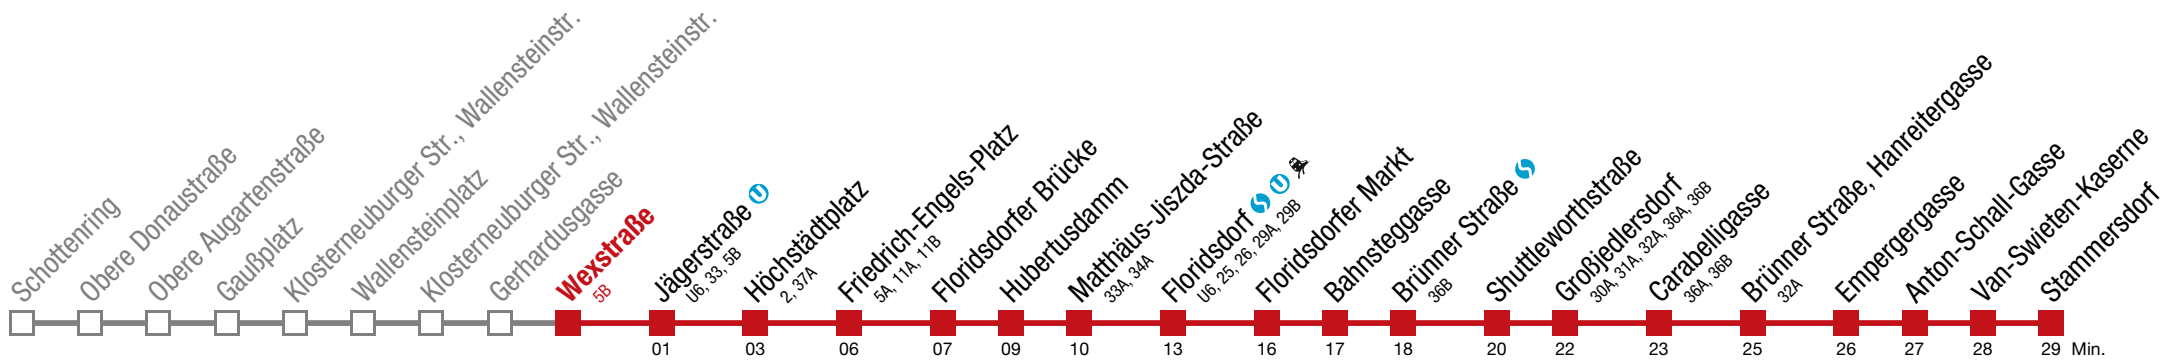 Schottenring
Obere Donaustraße
Obere Augartenstraße
Gaußplatz
Klosterneuburger Str., Wallensteinstr.
Wallensteinplatz
Klosterneuburger Str., Wallensteinstr.
Gerhardusgasse
Wexstraße
5B
Jägerstraße U
U6, 33, 5B
Höchstädtplatz
2, 37A
Friedrich-Engels-Platz
5A, 11A, 11B
Floridsdorfer Brücke
Hubertusdamm
Matthäus-Jiszda-Straße
33A, 34A
Floridsdorf S U
U6, 25, 26, 29A, 29B
Floridsdorfer Markt
Bahnsteggasse
Brünner Straße S
36B
Shuttleworthstraße
Großjedlersdorf
30A, 31A, 32A, 36A, 36B
Carabelligasse
36A, 36B
Brünner Straße, Hanreitergasse
32A
Empergergasse
Anton-Schall-Gasse
Van-Swieten-Kaserne
Stammersdorf
01 03 06 07 09 10 13 16 17 18 20 22 23 25 26 27 28 29 Min.